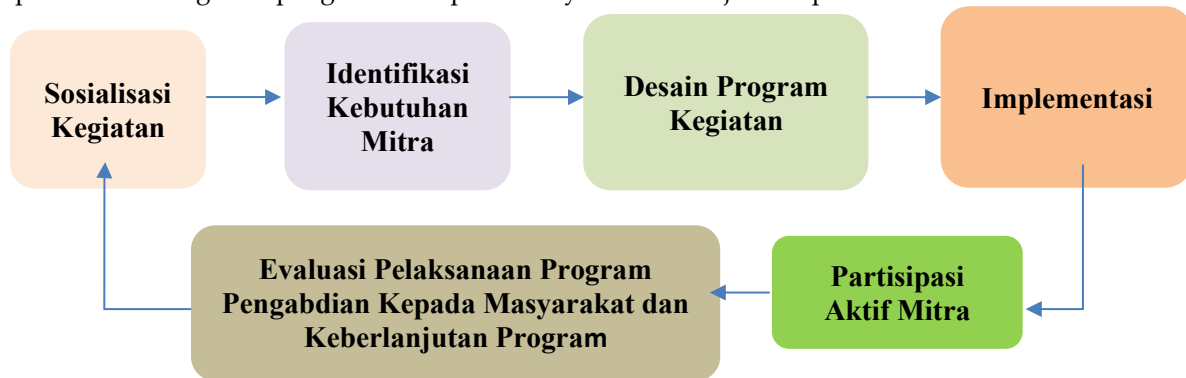 Sosialisasi
Kegiatan
Identifikasi
Kebutuhan
Mitra
Desain Program
Kegiatan
Implementasi
Evaluasi Pelaksanaan Program
Pengabdian Kepada Masyarakat dan
Keberlanjutan Program
Partisipasi
Aktif Mitra